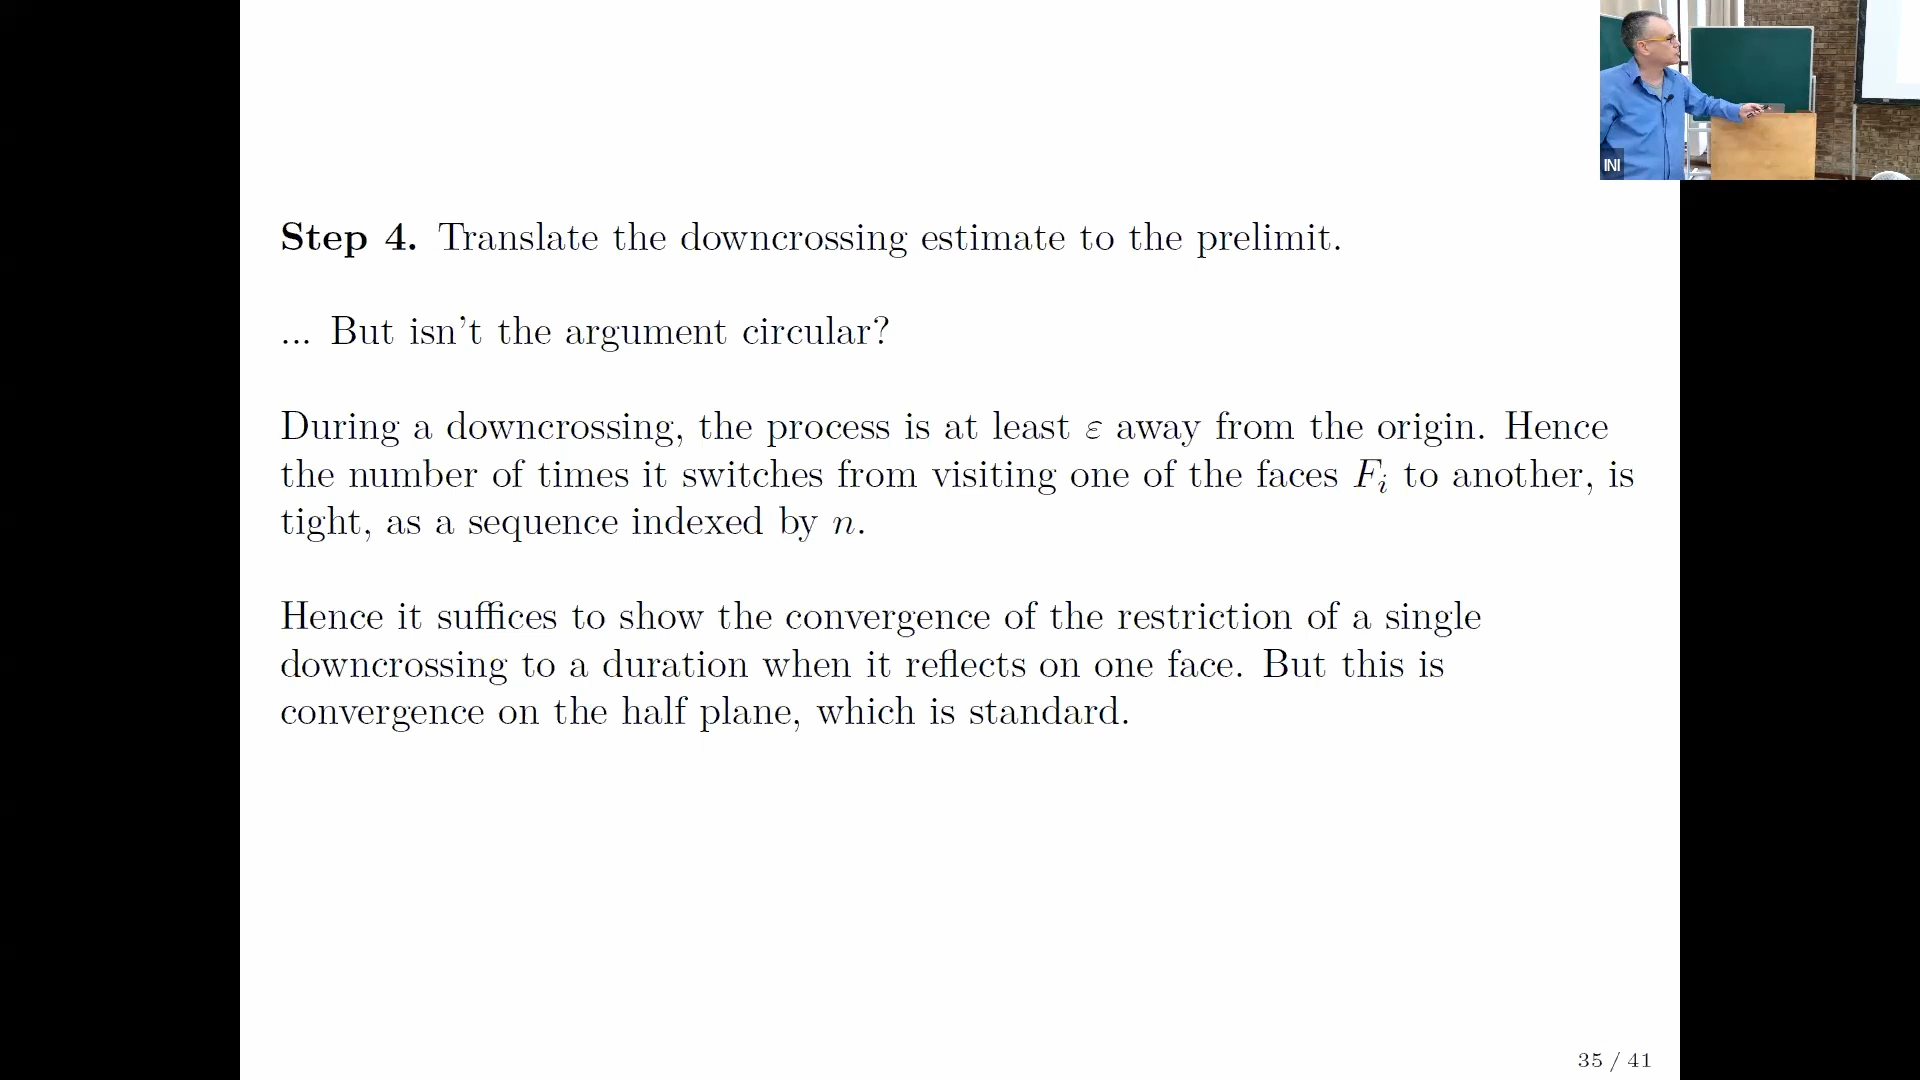 INI
Step 4. Translate the downcrossing estimate to the prelimit.
... But isn't the argument circular?
During a downcrossing, the process is at least ε away from the origin. Hence
the number of times it switches from visiting one of the faces Fᵢ to another, is
tight, as a sequence indexed by n.
Hence it suffices to show the convergence of the restriction of a single
downcrossing to a duration when it reflects on one face. But this is
convergence on the half plane, which is standard.
35 / 41